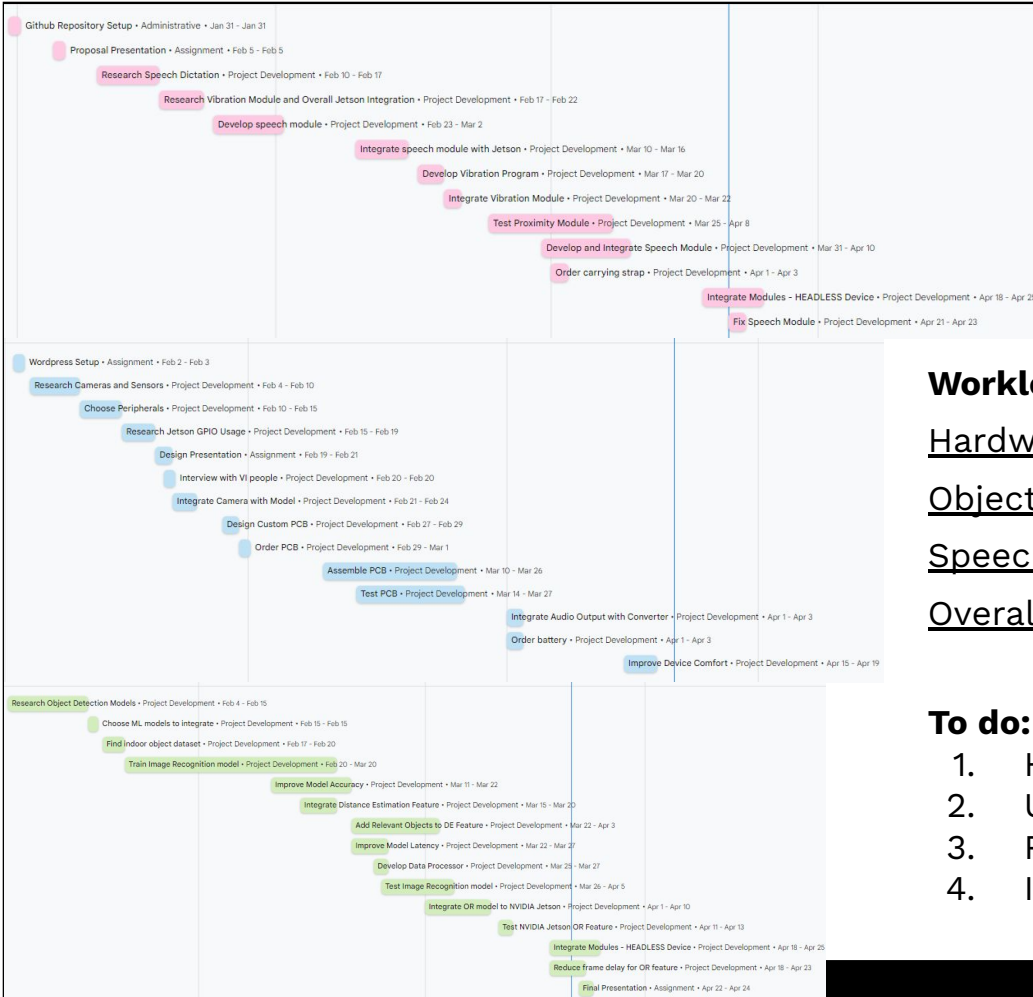 Github Repository Setup • Administrative • Jan 31 - Jan 31
Proposal Presentation • Assignment • Feb 5 - Feb 5
Research Speech Dictation • Project Development • Feb 10 - Feb 17
Research Vibration Module and Overall Jetson Integration • Project Development • Feb 17 - Feb 22
Develop speech module • Project Development • Feb 23 - Mar 2
Integrate speech module with Jetson • Project Development • Mar 10 - Mar 16
Develop Vibration Program • Project Development • Mar 17 - Mar 20
Integrate Vibration Module • Project Development • Mar 20 - Mar 22
Test Proximity Module • Project Development • Mar 25 - Apr 8
Develop and Integrate Speech Module • Project Development • Mar 31 - Apr 10
Order carrying strap • Project Development • Apr 1 - Apr 3
Integrate Modules - HEADLESS Device • Project Development • Apr 18 - Apr
Fix Speech Module • Project Development • Apr 21 - Apr 23
Wordpress Setup • Assignment • Feb 2 - Feb 3
Research Cameras and Sensors • Project Development • Feb 4 - Feb 10
Choose Peripherals • Project Development • Feb 10 - Feb 15
Research Jetson GPIO Usage • Project Development • Feb 15 - Feb 19
Design Presentation • Assignment • Feb 19 - Feb 21
Interview with VI people • Project Development • Feb 20 - Feb 20
Integrate Camera with Model • Project Development • Feb 21 - Feb 24
Design Custom PCB • Project Development • Feb 27 - Feb 29
Order PCB • Project Development • Feb 29 - Mar 1
Assemble PCB • Project Development • Mar 10 - Mar 26
Test PCB • Project Development • Mar 14 - Mar 27
Integrate Audio Output with Converter • Project Development • Apr 1 - Apr 3
Order battery • Project Development • Apr 1 - Apr 3
Improve Device Comfort • Project Development • Apr 15 - Apr 19
Research Object Detection Models • Project Development • Feb 4 - Feb 15
Choose ML models to integrate • Project Development • Feb 15 - Feb 15
Find indoor object dataset • Project Development • Feb 17 - Feb 20
Train Image Recognition model • Project Development • Feb 20 - Mar 20
Improve Model Accuracy • Project Development • Mar 11 - Mar 22
Integrate Distance Estimation Feature • Project Development • Mar 15 - Mar 20
Add Relevant Objects to DE Feature • Project Development • Mar 22 - Apr 3
Improve Model Latency • Project Development • Mar 22 - Mar 27
Develop Data Processor • Project Development • Mar 25 - Mar 27
Test Image Recognition model • Project Development • Mar 26 - Apr 5
Integrate OR model to NVIDIA Jetson • Project Development • Apr 1 - Apr 10
Test NVIDIA Jetson OR Feature • Project Development • Apr 11 - Apr 13
Integrate Modules - HEADLESS Device • Project Development • Apr 18 - Apr 25
Reduce frame delay for OR feature • Project Development • Apr 18 - Apr 23
Final Presentation • Assignment • Apr 22 - Apr 24
Object
To do:
1.
2.
3.
4.